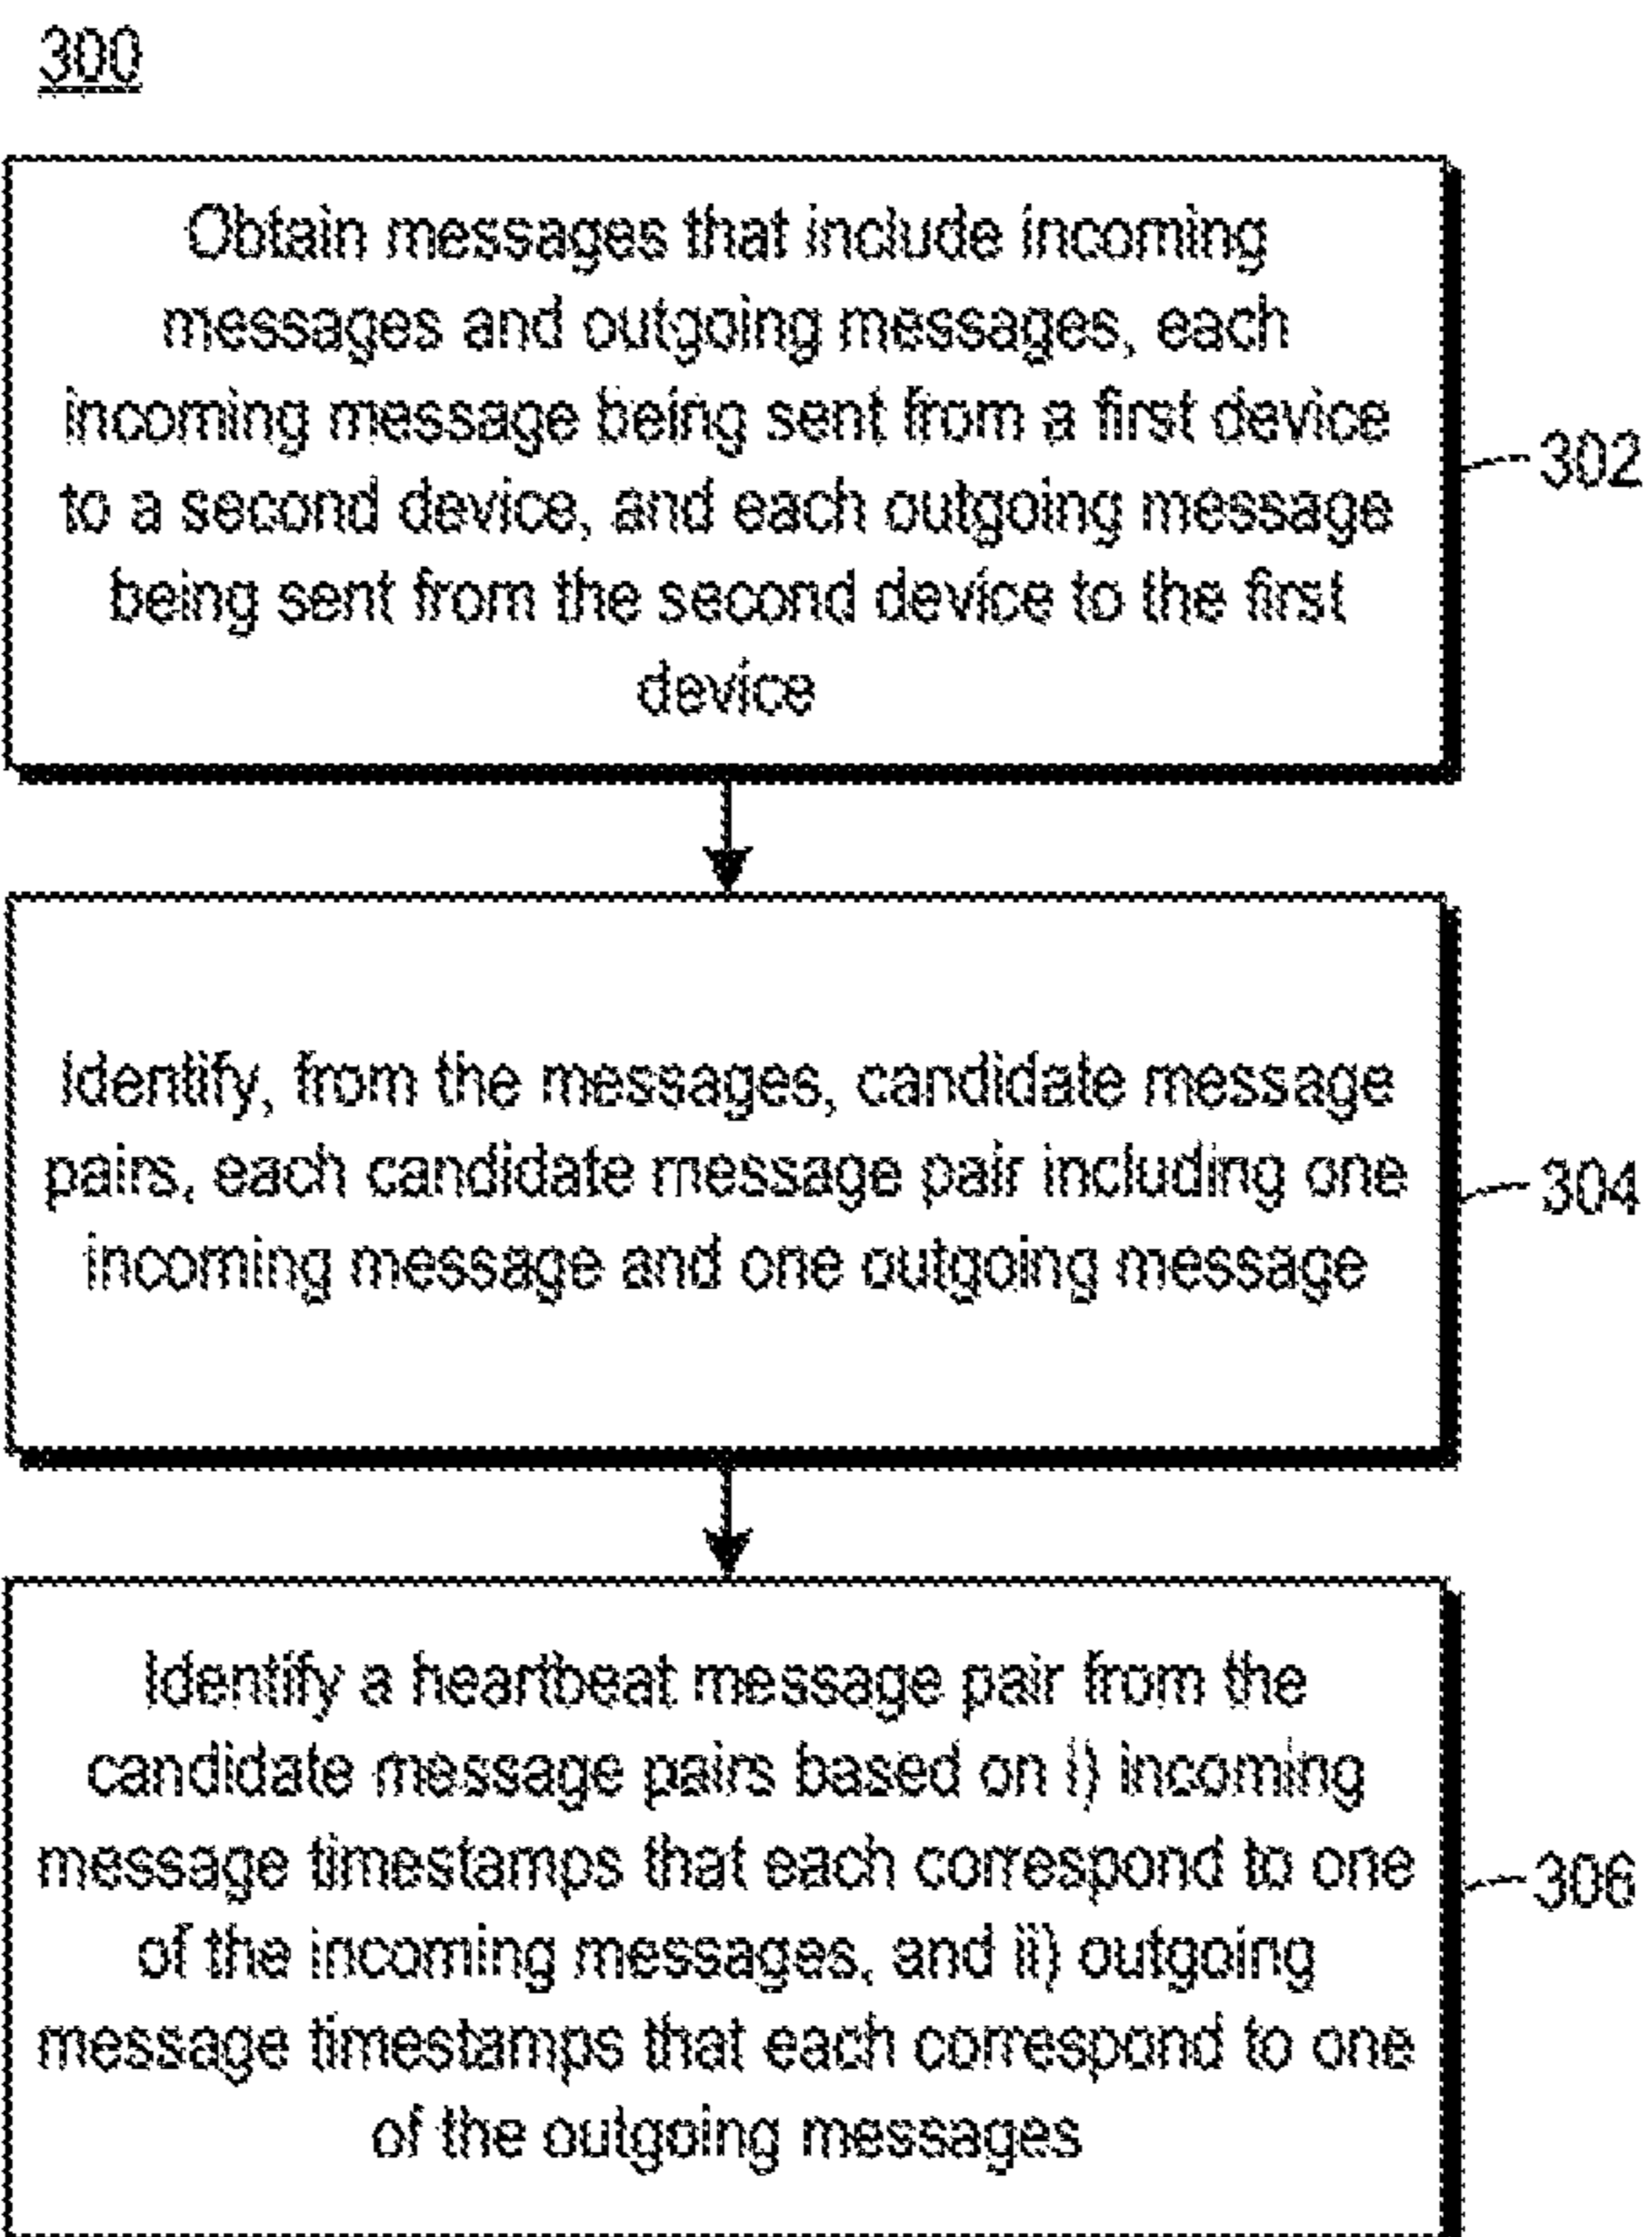 300
Obtain messages that include incoming
messages and outgoing messages, each
incoming message being sent from a first device
to a second device, and each outgoing message
being sent from the second device to the first
device
302
Identify, from the messages, candidate message
pairs, each candidate message pair including one
incoming message and one outgoing message
304
Identify a heartbeat message pair from the
candidate message pairs based on i) incoming
message timestamps that each correspond to one
of the incoming messages, and ii) outgoing
message timestamps that each correspond to one
of the outgoing messages
306